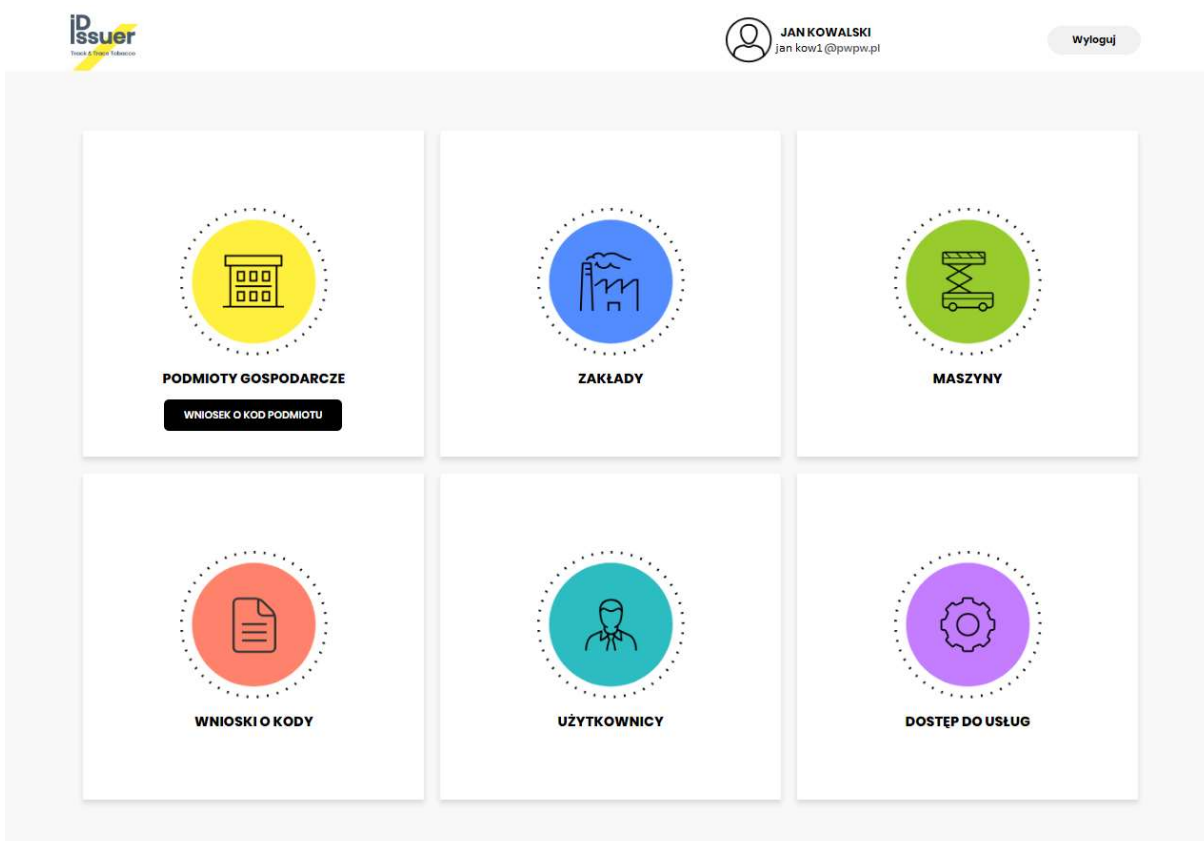 iD
Issuer
Track & Trace Tobacco
JAN KOWALSKI
jan kow1@pwpw.pl
Wyloguj
PODMIOTY GOSPODARCZE
WNIOSEK O KOD PODMIOTU
ZAKŁADY
MASZYNY
WNIOSKI O KODY
UŻYTKOWNICY
DOSTĘP DO USŁUG